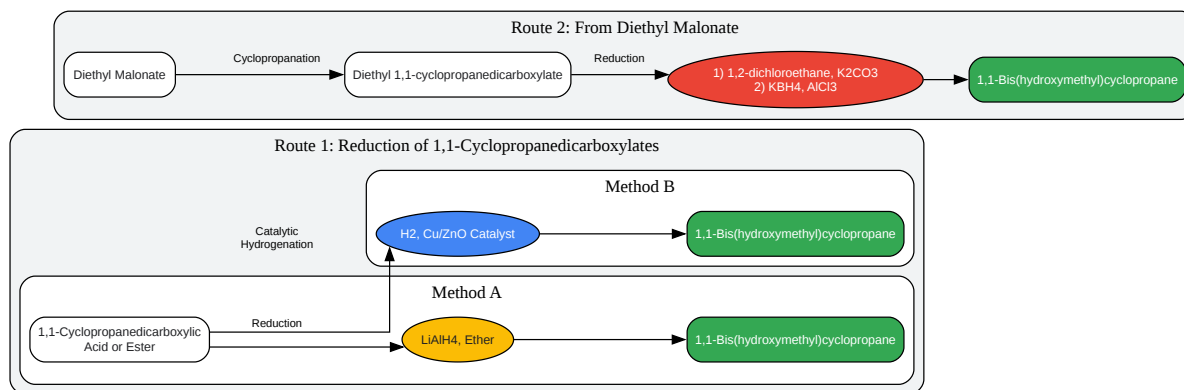 Route 2: From Diethyl Malonate
Diethyl Malonate
Cyclopropanation
Diethyl 1,1-cyclopropanedicarboxylate
Reduction
1) 1,2-dichloroethane, K2CO3
2) KBH4, AlCl3
1,1-Bis(hydroxymethyl)cyclopropane
Route 1: Reduction of 1,1-Cyclopropanedicarboxylates
Method B
Catalytic
Hydrogenation
H2, Cu/ZnO Catalyst
1,1-Bis(hydroxymethyl)cyclopropane
Method A
1,1-Cyclopropanedicarboxylic
Acid or Ester
Reduction
LiAlH4, Ether
1,1-Bis(hydroxymethyl)cyclopropane